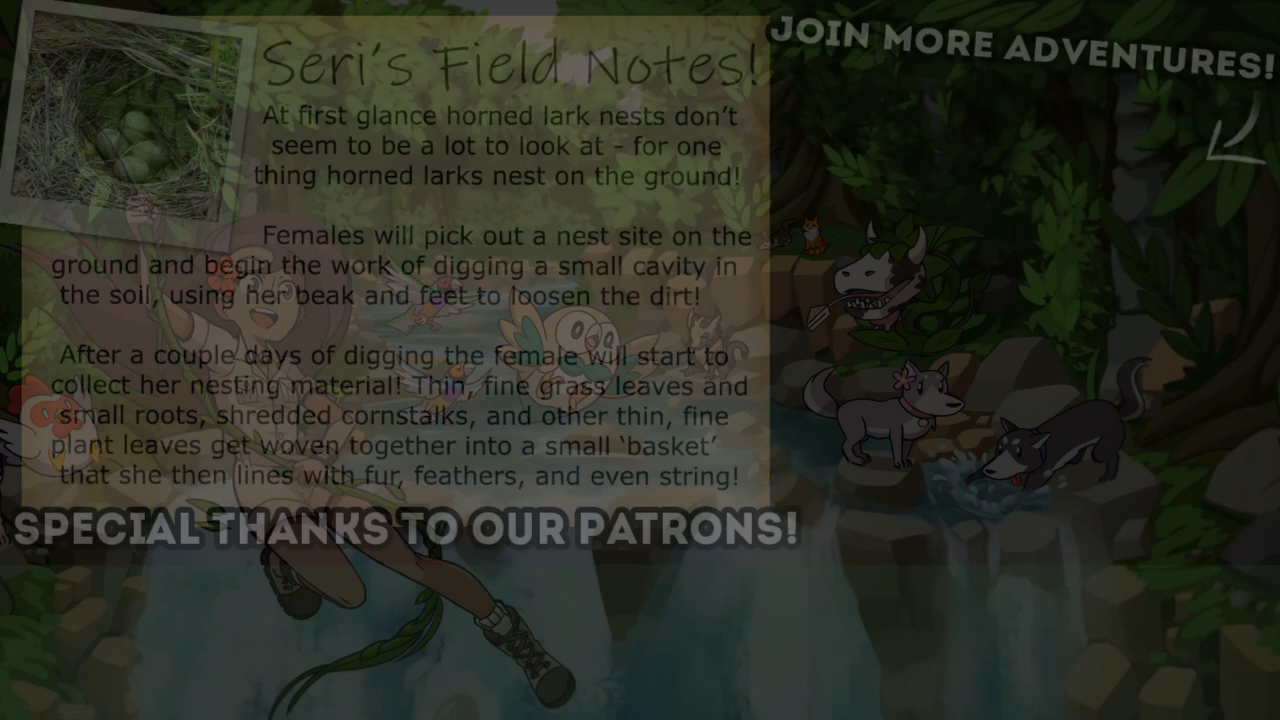 Seri's Field Notes!
At first glance horned lark nests don't
seem to be a lot to look at - for one
thing horned larks nest on the ground!
Females will pick out a nest site on the
ground and begin the work of digging a small cavity in
the soil, using her beak and feet to loosen the dirt!
After a couple days of digging the female will start to
collect her nesting material! Thin, fine grass leaves and
small roots, shredded cornstalks, and other thin, fine
plant leaves get woven together into a small ‘basket’
that she then lines with fur, feathers, and even string!
JOIN MORE ADVENTURES!
SPECIAL THANKS TO OUR PATRONS!